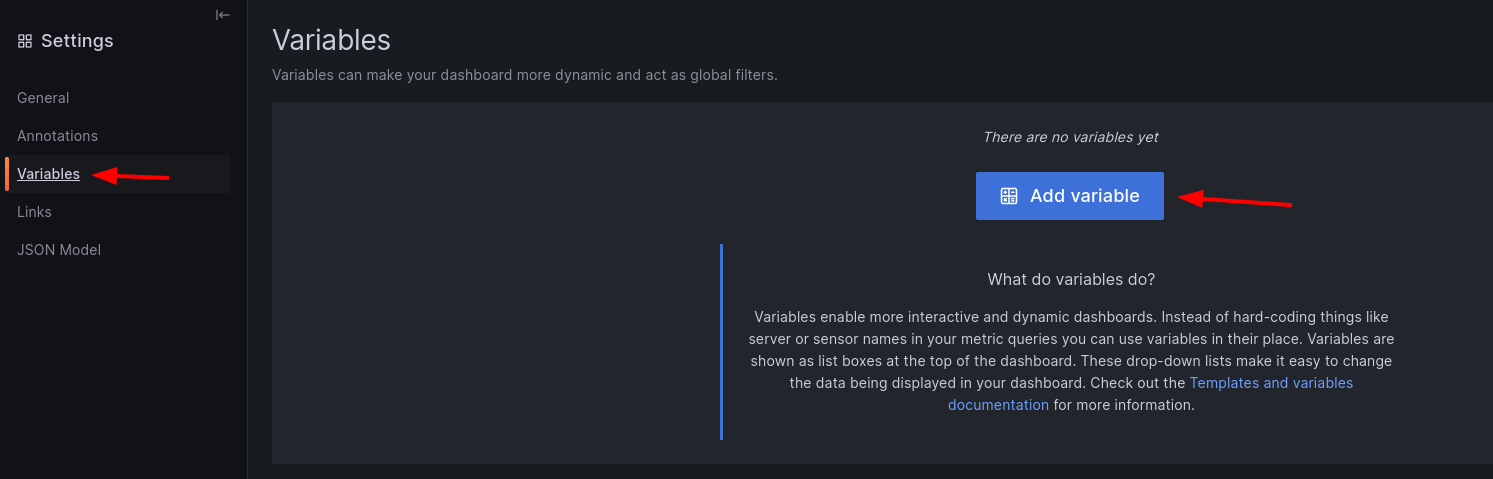 Settings
General
Annotations
Variables
Links
JSON Model
Variables
Variables can make your dashboard more dynamic and act as global filters.
There are no variables yet
Add variable
What do variables do?
Variables enable more interactive and dynamic dashboards. Instead of hard-coding things like
server or sensor names in your metric queries you can use variables in their place. Variables are
shown as list boxes at the top of the dashboard. These drop-down lists make it easy to change
the data being displayed in your dashboard. Check out the Templates and variables
documentation for more information.